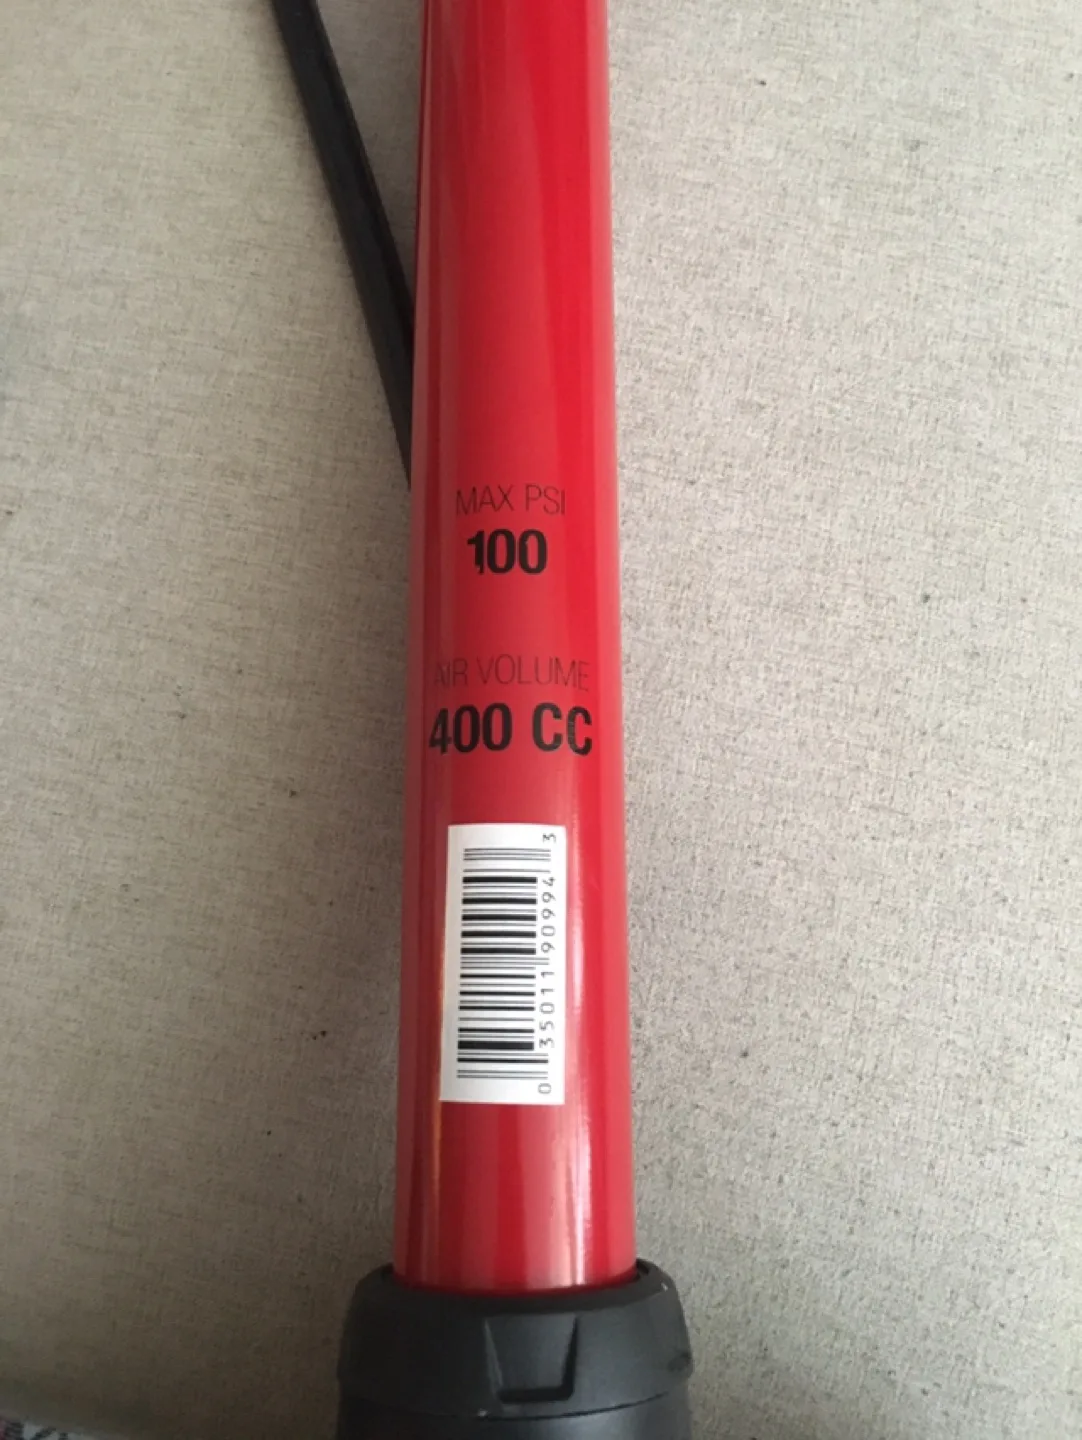 MAX PSI
100
AIR VOLUME
400 CC
0 35011 90994 3